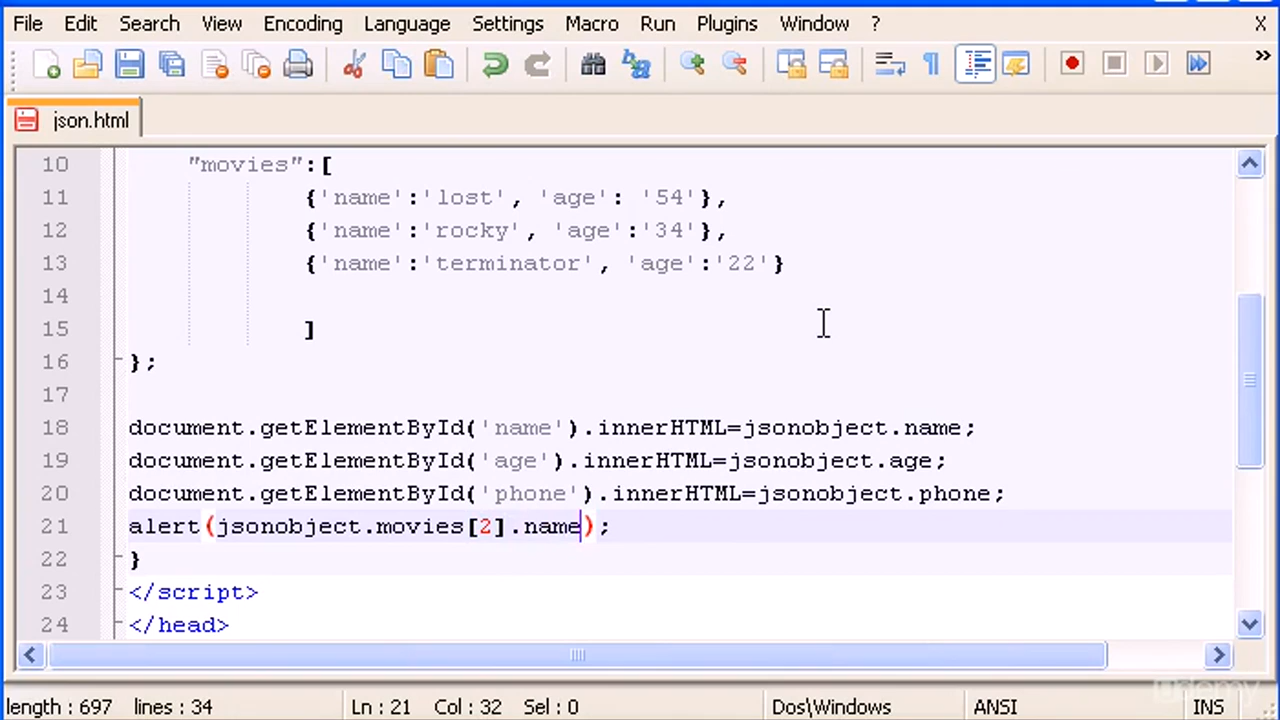 File Edit Search View Encoding Language Settings Macro Run Plugins Window ? X
json.html
10 "movies":[
11 {'name':'lost', 'age': '54'},
12 {'name':'rocky', 'age':'34'},
13 {'name':'terminator', 'age':'22'}
14
15 ]
16 };
17
18 document.getElementById('name').innerHTML=jsonobject.name;
19 document.getElementById('age').innerHTML=jsonobject.age;
20 document.getElementById('phone').innerHTML=jsonobject.phone;
21 alert(jsonobject.movies[2].name);
22 }
23 </script>
24 </head>
length : 697 lines : 34 Ln : 21 Col : 32 Sel : 0 Dos\Windows ANSI INS
udemy